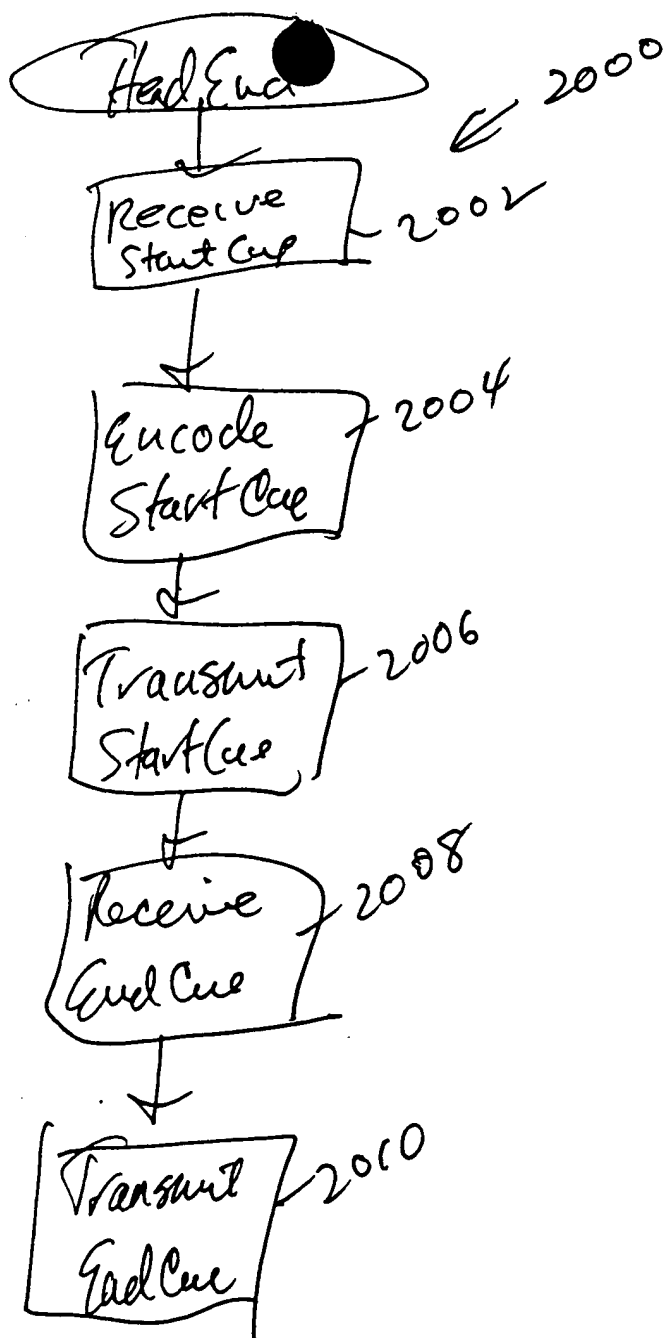 Head End
2000
Receive
Start Cue
2002
Encode
Start Cue
2004
Transmit
Start Cue
2006
Receive
End Cue
2008
Transmit
End Cue
2010